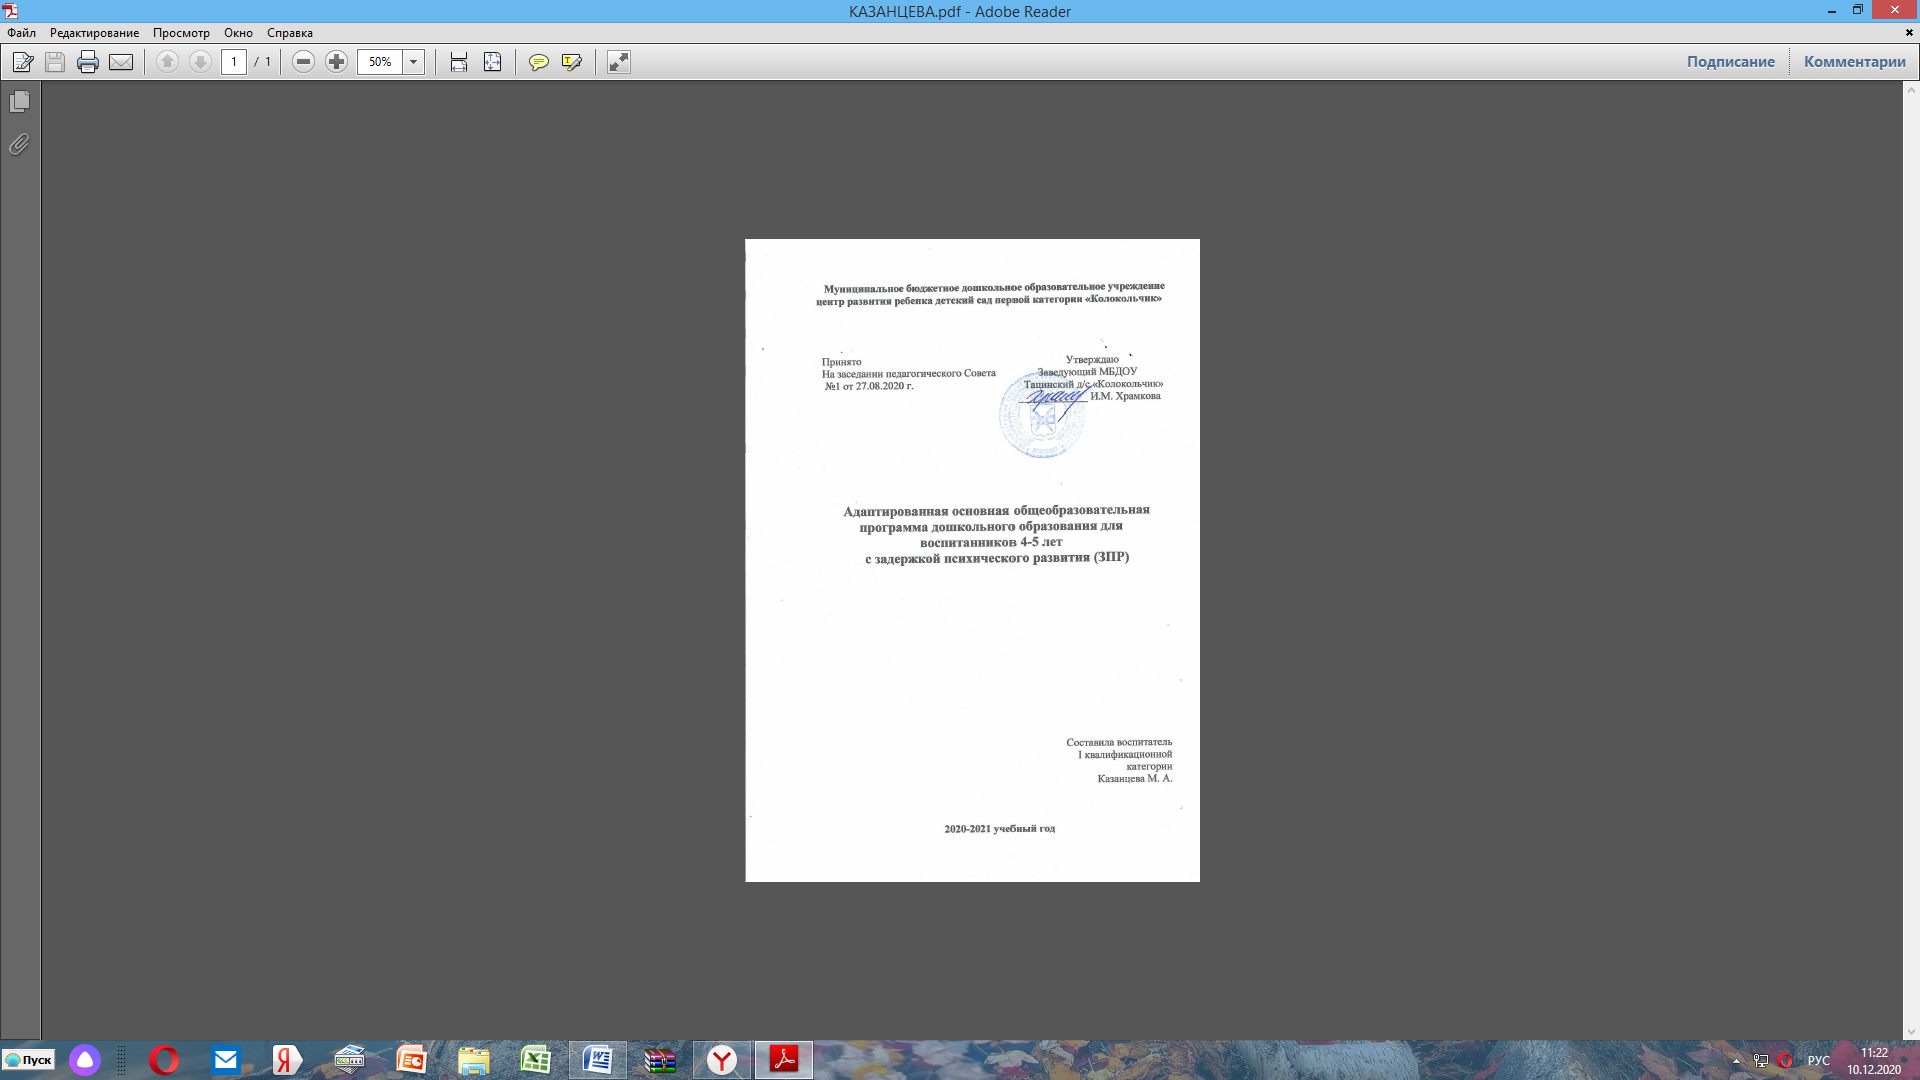 КАЗАНЦЕВА.pdf - Adobe Reader
Файл Редактирование Просмотр Окно Справка
1 / 1 50% Подписание Комментарии
Муниципальное бюджетное дошкольное образовательное учреждение
центр развития ребенка детский сад первой категории «Колокольчик»
Принято
На заседании педагогического Совета
№1 от 27.08.2020 г.
Утверждаю
Заведующий МБДОУ
Тацинский д/с «Колокольчик»
И.М. Храмкова
Адаптированная основная общеобразовательная
программа дошкольного образования для
воспитанников 4-5 лет
с задержкой психического развития (ЗПР)
Составила воспитатель
I квалификационной
категории
Казанцева М. А.
2020-2021 учебный год
Пуск
РУС
11:22
10.12.2020